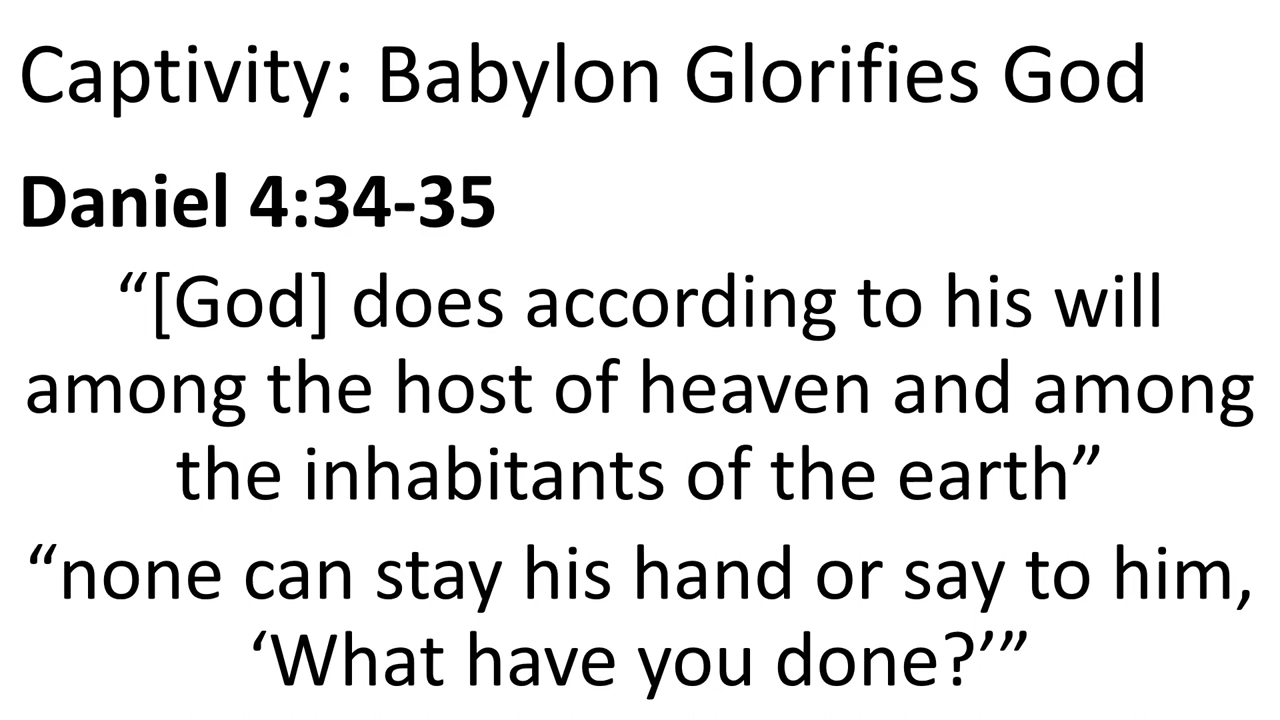 Captivity: Babylon Glorifies God
Daniel 4:34-35
“[God] does according to his will
among the host of heaven and among
the inhabitants of the earth”
“none can stay his hand or say to him,
‘What have you done?’”